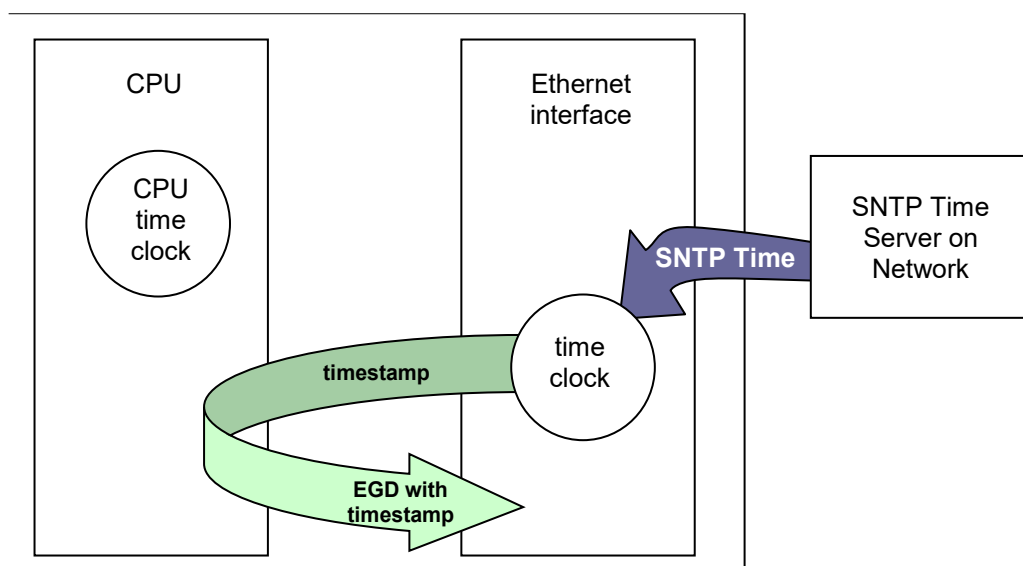 CPU
CPU
time
clock
Ethernet
interface
SNTP Time
SNTP Time
Server on
Network
time
clock
timestamp
EGD with
timestamp